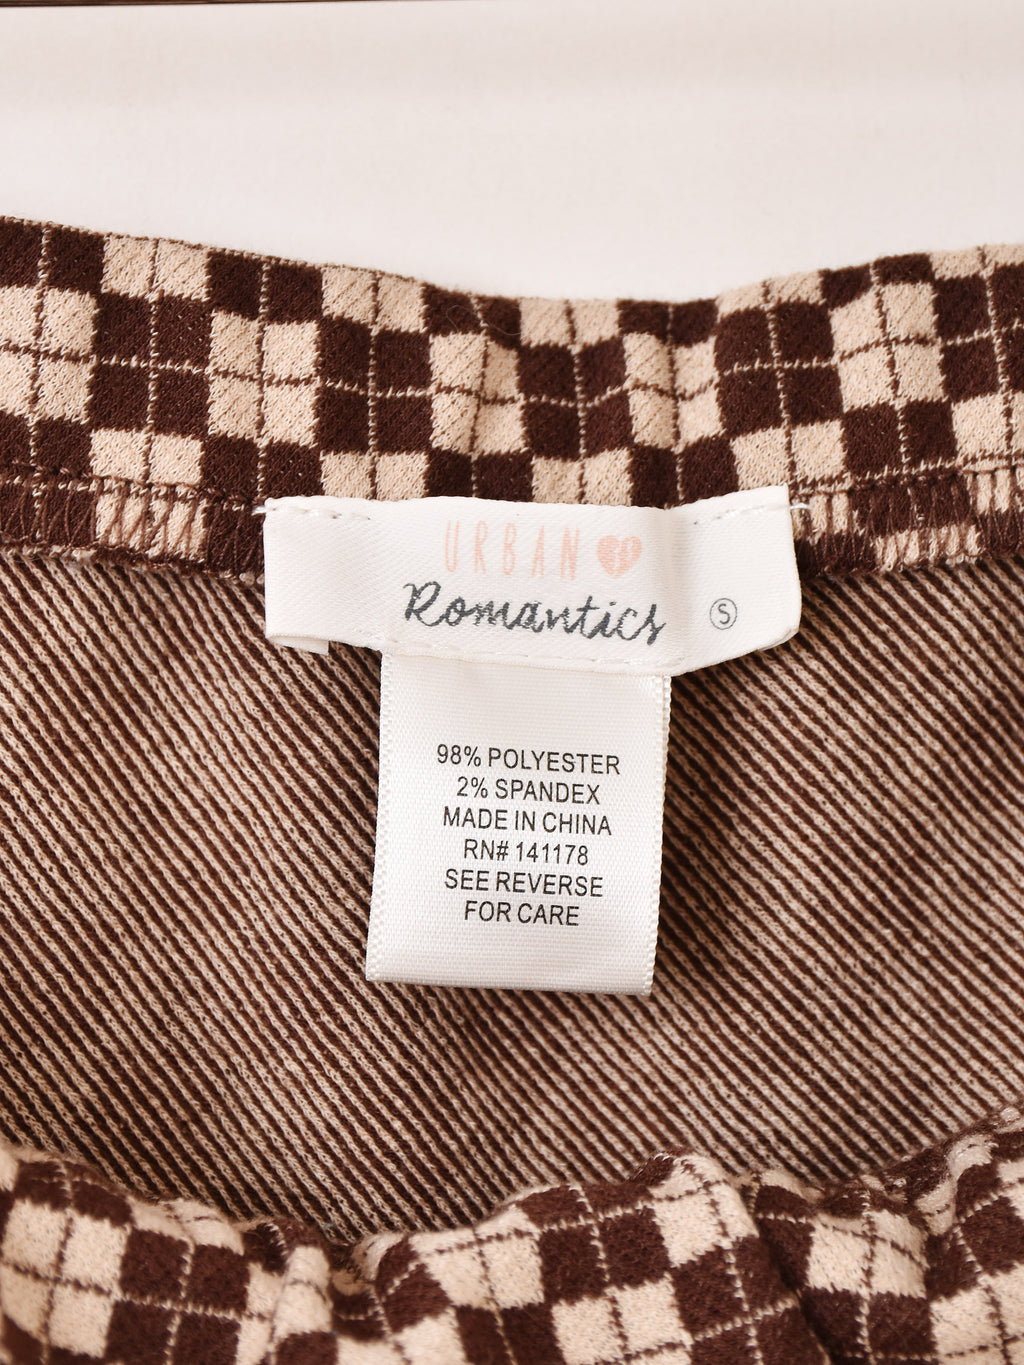 URBAN
Romantics
S
98% POLYESTER
2% SPANDEX
MADE IN CHINA
RN# 141178
SEE REVERSE
FOR CARE